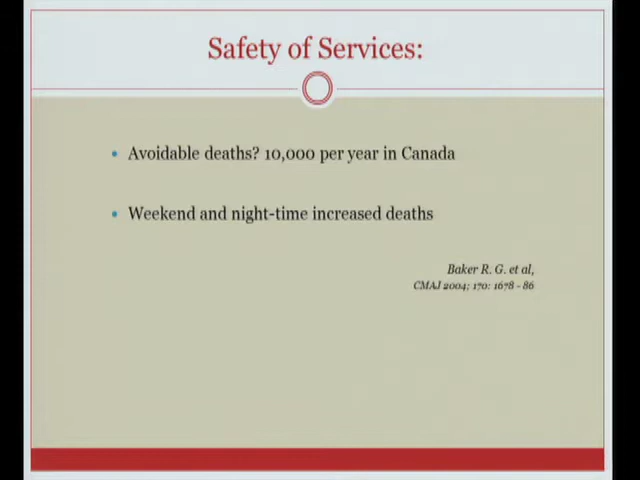 Safety of Services:
• Avoidable deaths? 10,000 per year in Canada
• Weekend and night-time increased deaths
Baker R. G. et al,
CMAJ 2004; 170: 1678 - 86